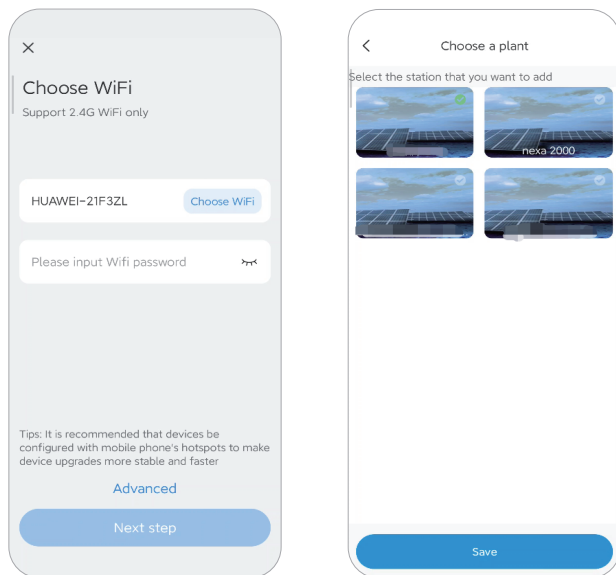 Choose WiFi
Support 2.4G WiFi only
HUAWEI-21F3ZL
Choose WiFi
Please input Wifi password
Tips: It is recommended that devices be
configured with mobile phone's hotspots to make
device upgrades more stable and faster
Advanced
Next step
Choose a plant
Select the station that you want to add
nexa 2000
Save